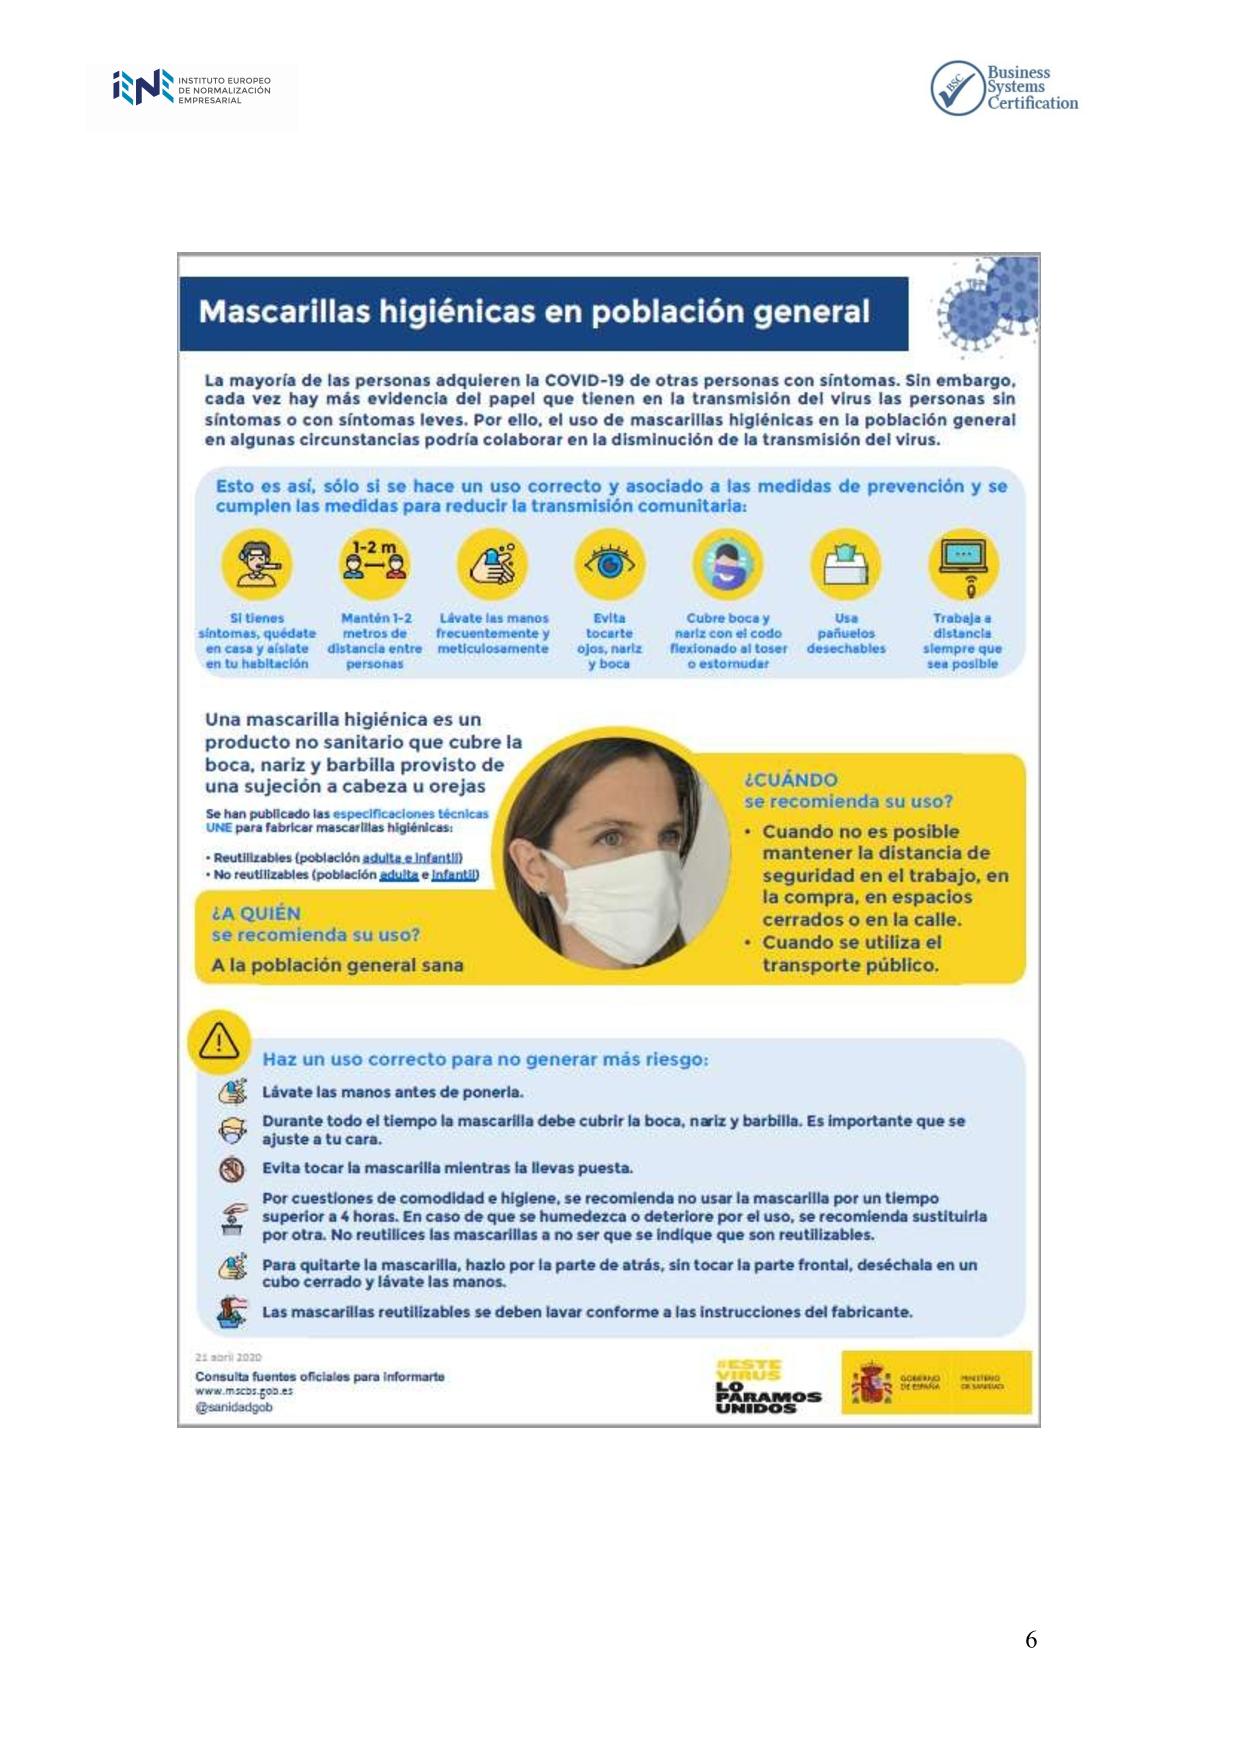 INSTITUTO EUROPEO
DE NORMALIZACIÓN
EMPRESARIAL
BSC
Business
Systems
Certification
Mascarillas higiénicas en población general
La mayoría de las personas adquieren la COVID-19 de otras personas con síntomas. Sin embargo,
cada vez hay más evidencia del papel que tienen en la transmisión del virus las personas sin
síntomas o con síntomas leves. Por ello, el uso de mascarillas higiénicas en la población general
en algunas circunstancias podría colaborar en la disminución de la transmisión del virus.
Esto es así, sólo si se hace un uso correcto y asociado a las medidas de prevención y se
cumplen las medidas para reducir la transmisión comunitaria:
1-2 m
Si tienes
síntomas, quédate
en casa y aíslate
en tu habitación
Mantén 1-2
metros de
distancia entre
personas
Lávate las manos
frecuentemente y
meticulosamente
Evita
tocarte
ojos, nariz
y boca
Cubre boca y
nariz con el codo
flexionado al toser
o estornudar
Usa
pañuelos
desechables
Trabaja a
distancia
siempre que
sea posible
Una mascarilla higiénica es un
producto no sanitario que cubre la
boca, nariz y barbilla provisto de
una sujeción a cabeza u orejas
Se han publicado las especificaciones técnicas
UNE para fabricar mascarillas higiénicas:
• Reutilizables (población adulta e infantil)
• No reutilizables (población adulta e infantil)
¿A QUIÉN
se recomienda su uso?
A la población general sana
¿CUÁNDO
se recomienda su uso?
• Cuando no es posible
mantener la distancia de
seguridad en el trabajo, en
la compra, en espacios
cerrados o en la calle.
• Cuando se utiliza el
transporte público.
Haz un uso correcto para no generar más riesgo:
Lávate las manos antes de ponerla.
Durante todo el tiempo la mascarilla debe cubrir la boca, nariz y barbilla. Es importante que se
ajuste a tu cara.
Evita tocar la mascarilla mientras la llevas puesta.
Por cuestiones de comodidad e higiene, se recomienda no usar la mascarilla por un tiempo
superior a 4 horas. En caso de que se humedezca o deteriore por el uso, se recomienda sustituirla
por otra. No reutilices las mascarillas a no ser que se indique que son reutilizables.
Para quitarte la mascarilla, hazlo por la parte de atrás, sin tocar la parte frontal, deséchala en un
cubo cerrado y lávate las manos.
Las mascarillas reutilizables se deben lavar conforme a las instrucciones del fabricante.
21 abril 2020
Consulta fuentes oficiales para informarte
www.mscbs.gob.es
@sanidadgob
#ESTE
VIRUS
LO
PARAMOS
UNIDOS
GOBIERNO
DE ESPAÑA
MINISTERIO
DE SANIDAD
6